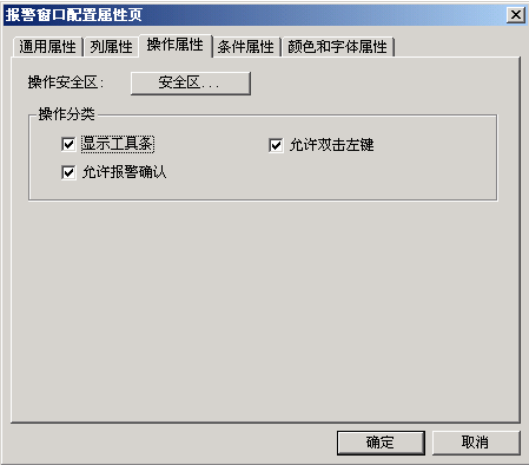 报警窗口配置属性页
通用属性 列属性 操作属性 条件属性 颜色和字体属性
操作安全区: 安全区...
操作分类
显示工具条 允许双击左键
允许报警确认
确定 取消